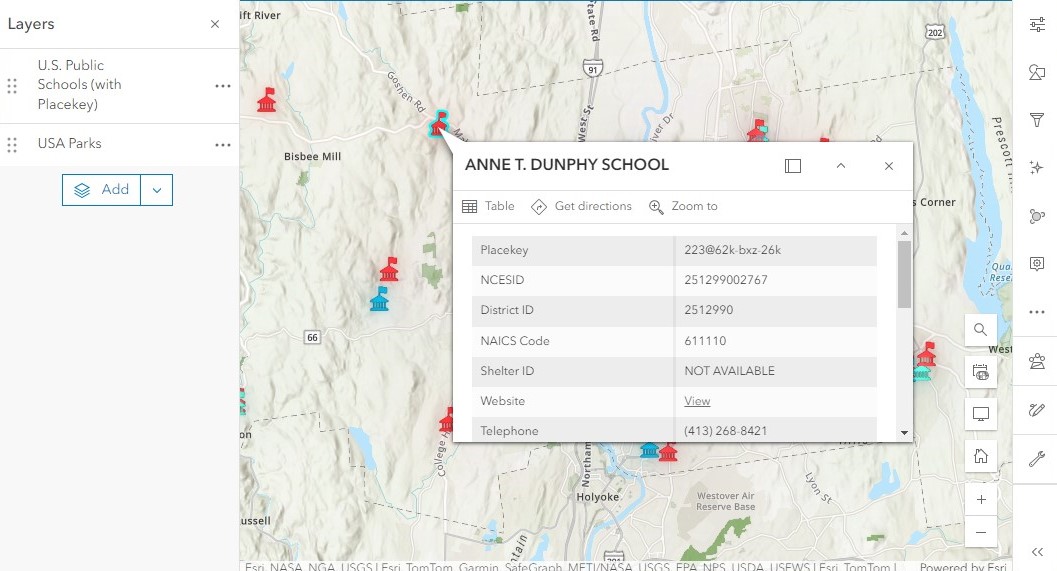 Layers
U.S. Public
Schools (with
Placekey)
USA Parks
Add
ift River
Goshen Rd
Bisbee Mill
State Rd
91
202
West St
ver Dr
Prescott
s Corner
66
ANNE T. DUNPHY SCHOOL
Table
Get directions
Zoom to
Placekey 223@62k-bxz-26k
NCESID 251299002767
District ID 2512990
NAICS Code 611110
Shelter ID NOT AVAILABLE
Website View
Telephone (413) 268-8421
Qua
Rese
West
on
College
Northam
Holyoke
Westover Air
Reserve Base
Lyon St
ussell
ntain
Esri, NASA, NGA, USGS | Esri, TomTom, Garmin, SafeGraph, METI/NASA, USGS, EPA, NPS, USDA, USFWS | Esri, TomTom |
Powered by Esri